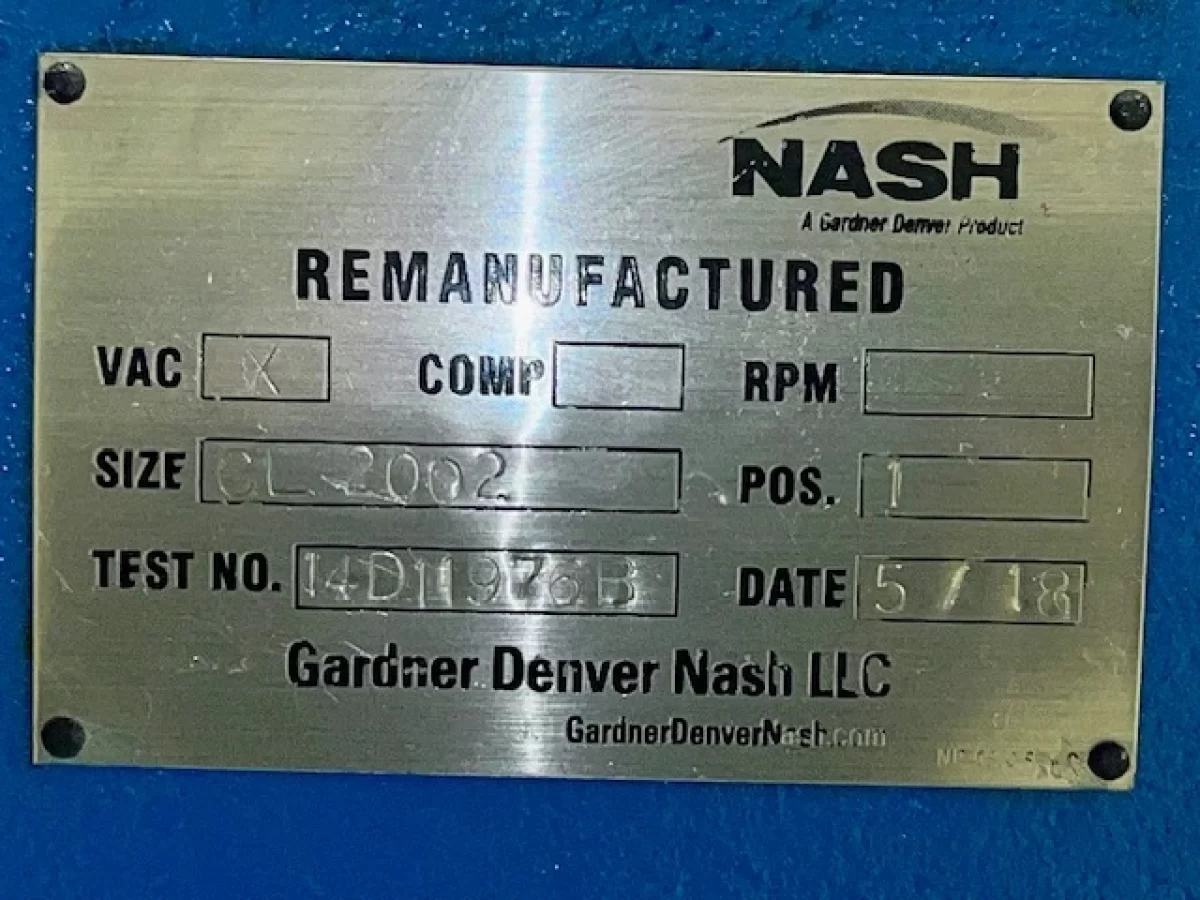 NASH
A Gardner Denver Product
REMANUFACTURED
VAC X COMP RPM
SIZE CL 2002 POS. 1
TEST NO. 14D11976B DATE 5 / 18
Gardner Denver Nash LLC
GardnerDenverNash.com